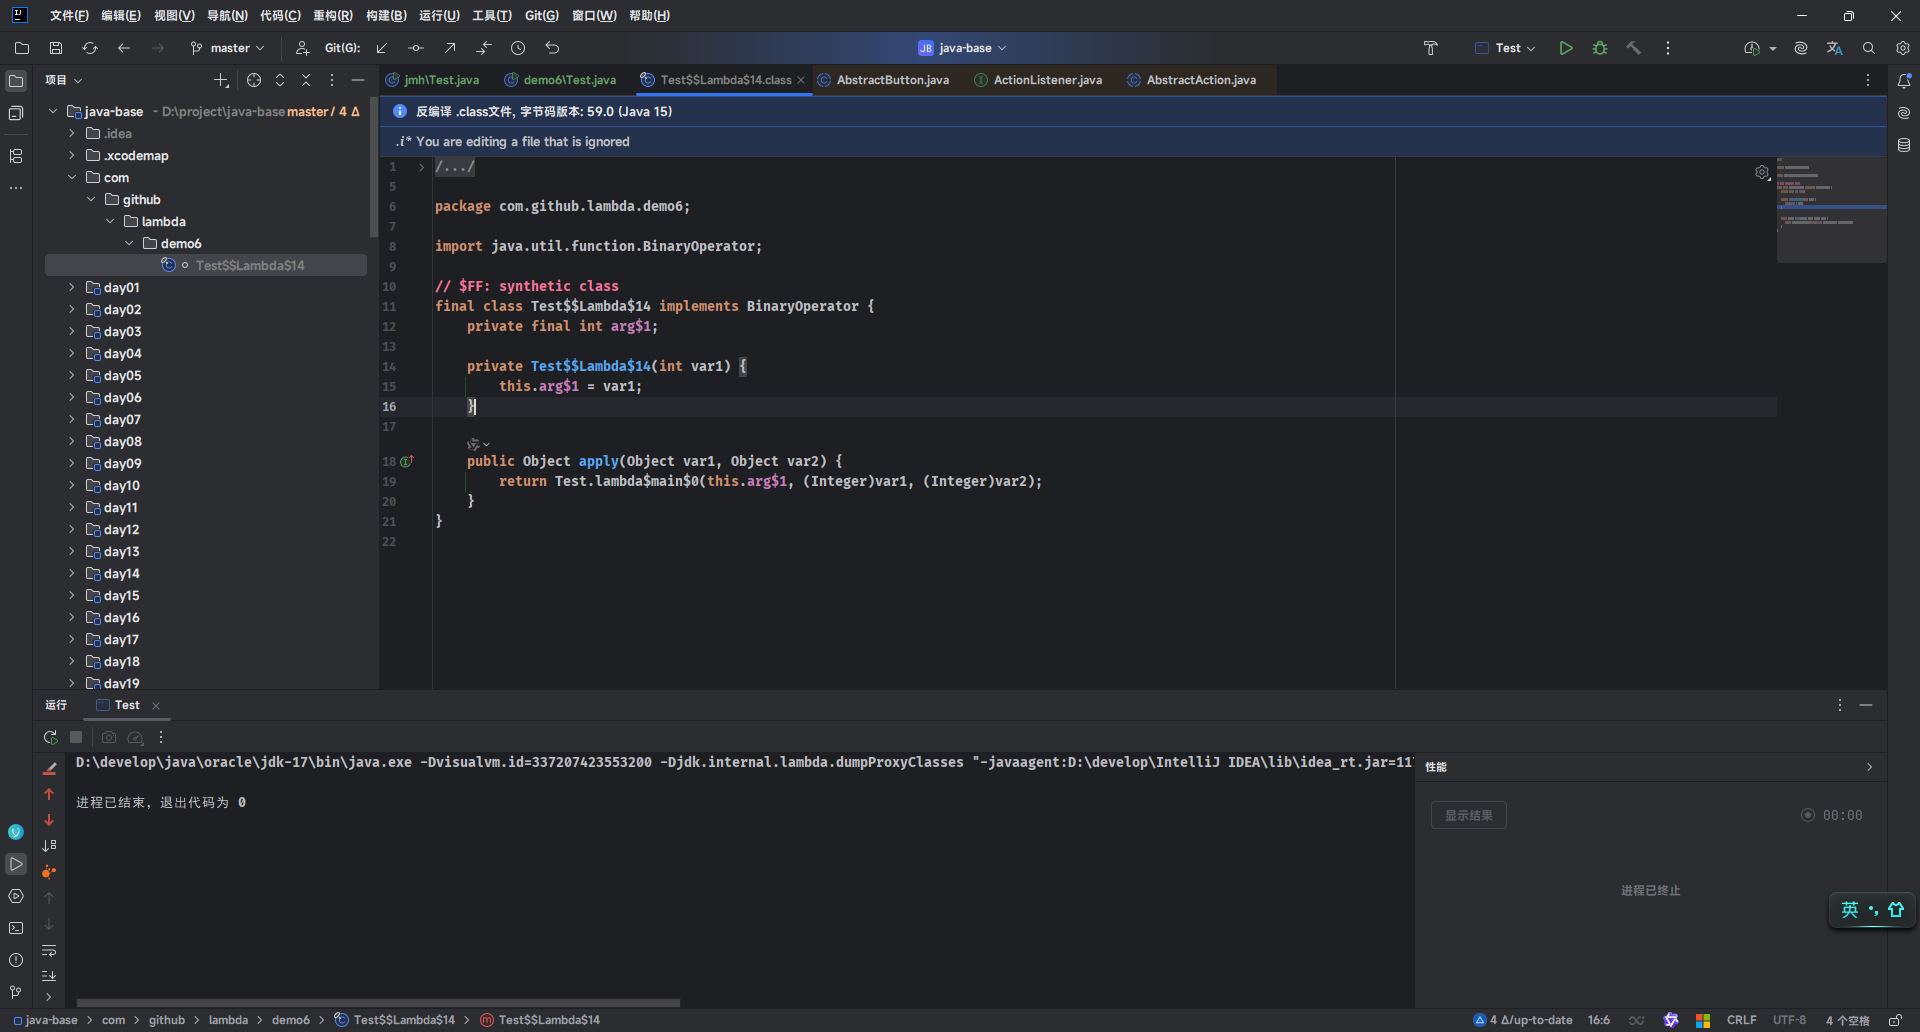 文件(F) 编辑(E) 视图(V) 导航(N) 代码(C) 重构(R) 构建(B) 运行(U) 工具(T) Git(G) 窗口(W) 帮助(H)
master Git(G): JB java-base Test
项目
jmh\Test.java demo6\Test.java Test$$Lambda$14.class AbstractButton.java ActionListener.java AbstractAction.java
java-base - D:\project\java-base master / 4 Δ
.idea
.xcodemap
com
github
lambda
demo6
Test$$Lambda$14
day01
day02
day03
day04
day05
day06
day07
day08
day09
day10
day11
day12
day13
day14
day15
day16
day17
day18
day19
反编译 .class文件, 字节码版本: 59.0 (Java 15)
.i* You are editing a file that is ignored
1 /.../
5
6 package com.github.lambda.demo6;
7
8 import java.util.function.BinaryOperator;
9
10 // $FF: synthetic class
11 final class Test$$Lambda$14 implements BinaryOperator {
12 private final int arg$1;
13
14 private Test$$Lambda$14(int var1) {
15 this.arg$1 = var1;
16 }
17
18 public Object apply(Object var1, Object var2) {
19 return Test.lambda$main$0(this.arg$1, (Integer)var1, (Integer)var2);
20 }
21 }
22
运行 Test
D:\develop\java\oracle\jdk-17\bin\java.exe -Dvisualvm.id=337207423553200 -Djdk.internal.lambda.dumpProxyClasses "-javaagent:D:\develop\IntelliJ IDEA\lib\idea_rt.jar=11
进程已结束，退出代码为 0
性能
显示结果 00:00
进程已终止
英
java-base > com > github > lambda > demo6 > Test$$Lambda$14 > Test$$Lambda$14
4 Δ/up-to-date 16:6 CRLF UTF-8 4 个空格